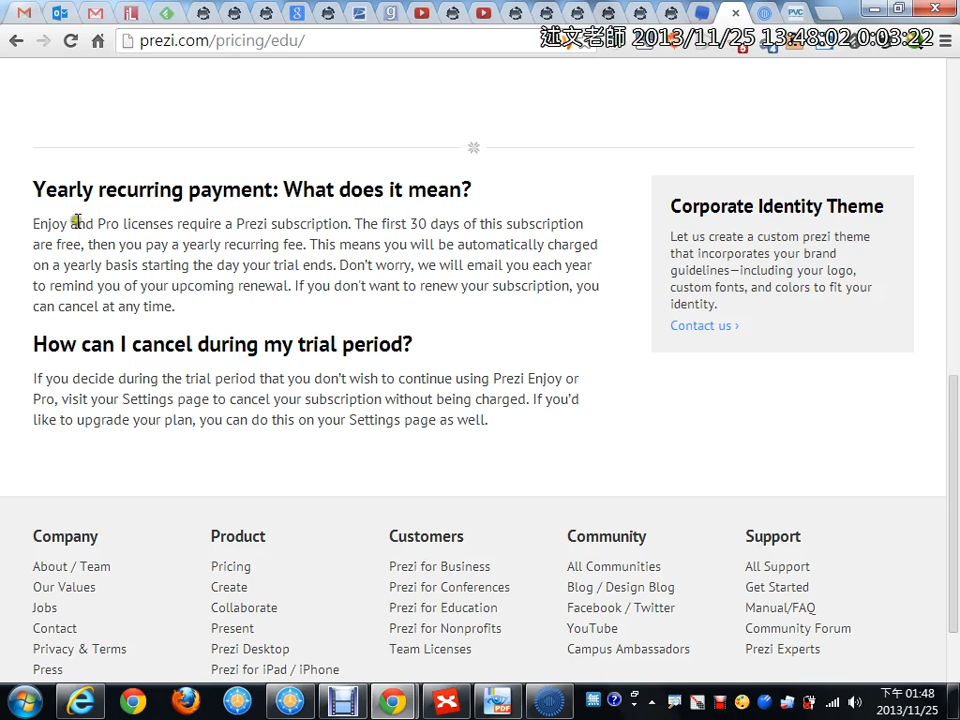 prezi.com/pricing/edu/
述文老師 2013/11/25 13:48:02 0:03:22
Yearly recurring payment: What does it mean?
Enjoy and Pro licenses require a Prezi subscription. The first 30 days of this subscription
are free, then you pay a yearly recurring fee. This means you will be automatically charged
on a yearly basis starting the day your trial ends. Don't worry, we will email you each year
to remind you of your upcoming renewal. If you don't want to renew your subscription, you
can cancel at any time.
How can I cancel during my trial period?
If you decide during the trial period that you don't wish to continue using Prezi Enjoy or
Pro, visit your Settings page to cancel your subscription without being charged. If you'd
like to upgrade your plan, you can do this on your Settings page as well.
Corporate Identity Theme
Let us create a custom prezi theme
that incorporates your brand
guidelines—including your logo,
custom fonts, and colors to fit your
identity.
Contact us ›
Company
About / Team
Our Values
Jobs
Contact
Privacy & Terms
Press
Product
Pricing
Create
Collaborate
Present
Prezi Desktop
Prezi for iPad / iPhone
Customers
Prezi for Business
Prezi for Conferences
Prezi for Education
Prezi for Nonprofits
Team Licenses
Community
All Communities
Blog / Design Blog
Facebook / Twitter
YouTube
Campus Ambassadors
Support
All Support
Get Started
Manual/FAQ
Community Forum
Prezi Experts
下午 01:48
2013/11/25